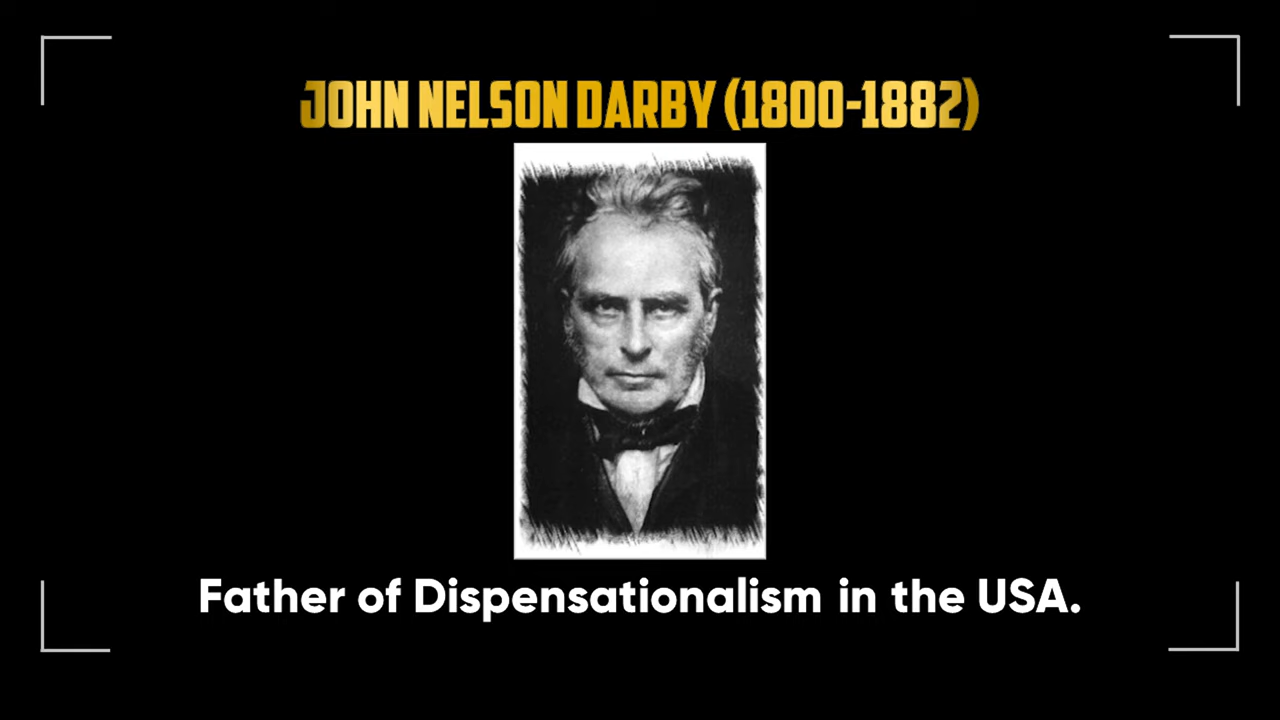 JOHN NELSON DARBY (1800-1882)
Father of Dispensationalism in the USA.